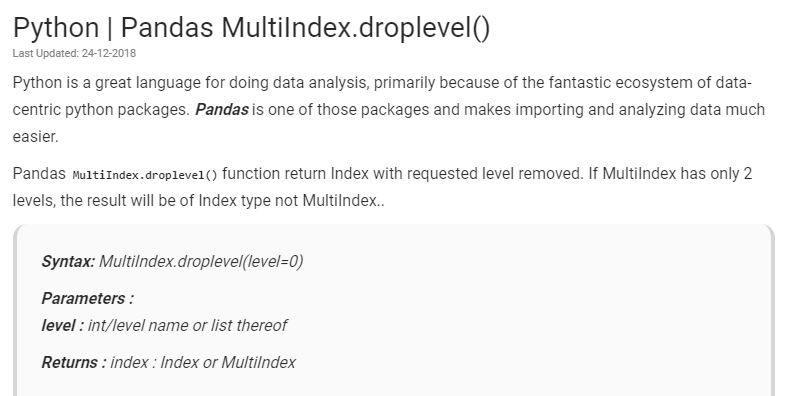 Python | Pandas MultiIndex.droplevel()
Last Updated: 24-12-2018
Python is a great language for doing data analysis, primarily because of the fantastic ecosystem of data-
centric python packages. Pandas is one of those packages and makes importing and analyzing data much
easier.
Pandas MultiIndex.droplevel() function return Index with requested level removed. If MultiIndex has only 2
levels, the result will be of Index type not MultiIndex..
Syntax: MultiIndex.droplevel(level=0)
Parameters :
level : int/level name or list thereof
Returns : index : Index or MultiIndex